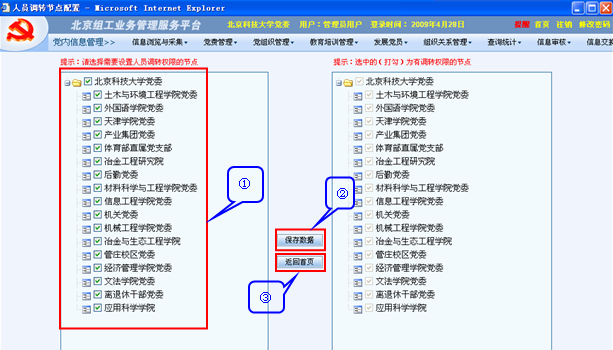 人员调转节点配置 - Microsoft Internet Explorer
北京组工业务管理服务平台 北京科技大学党委 用户：管理员用户 登录时间： 2009年4月28日 提醒 首页 注销 修改密码
党内信息管理>> 信息浏览与采集 党费管理 党组织管理 教育培训管理 发展党员 组织关系管理 查询统计 信息审核 信息交换
提示：请选择需要设置人员调转权限的节点
北京科技大学党委
土木与环境工程学院党委
外国语学院党委
天津学院党委
产业集团党委
体育部直属党支部
冶金工程研究院
后勤党委
材料科学与工程学院党委
信息工程学院党委
机关党委
机械工程学院党委
冶金与生态工程学院
管庄校区党委
经济管理学院党委
文法学院党委
离退休干部党委
应用科学学院
①
②
保存数据
返回首页
③
提示：选中的（打勾）为有调转权限的节点
北京科技大学党委
土木与环境工程学院党委
外国语学院党委
天津学院党委
产业集团党委
体育部直属党支部
冶金工程研究院
后勤党委
材料科学与工程学院党委
信息工程学院党委
机关党委
机械工程学院党委
冶金与生态工程学院
管庄校区党委
经济管理学院党委
文法学院党委
离退休干部党委
应用科学学院